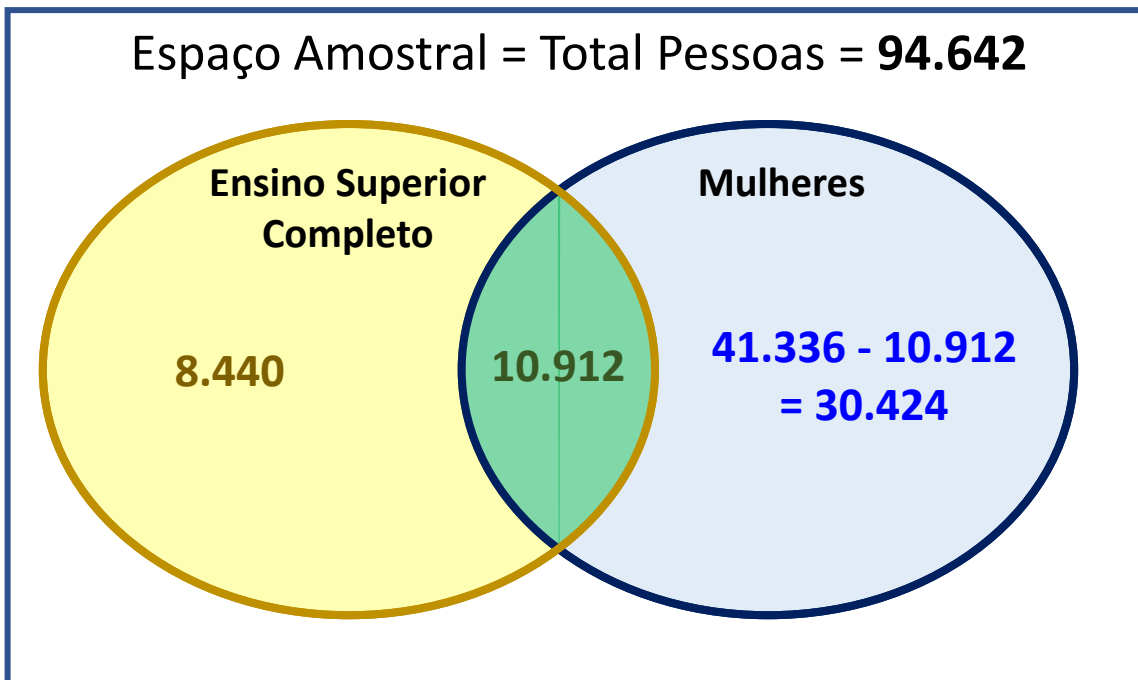 Espaço Amostral = Total Pessoas = 94.642
Ensino Superior
Completo
Mulheres
8.440
10.912
41.336 - 10.912
= 30.424